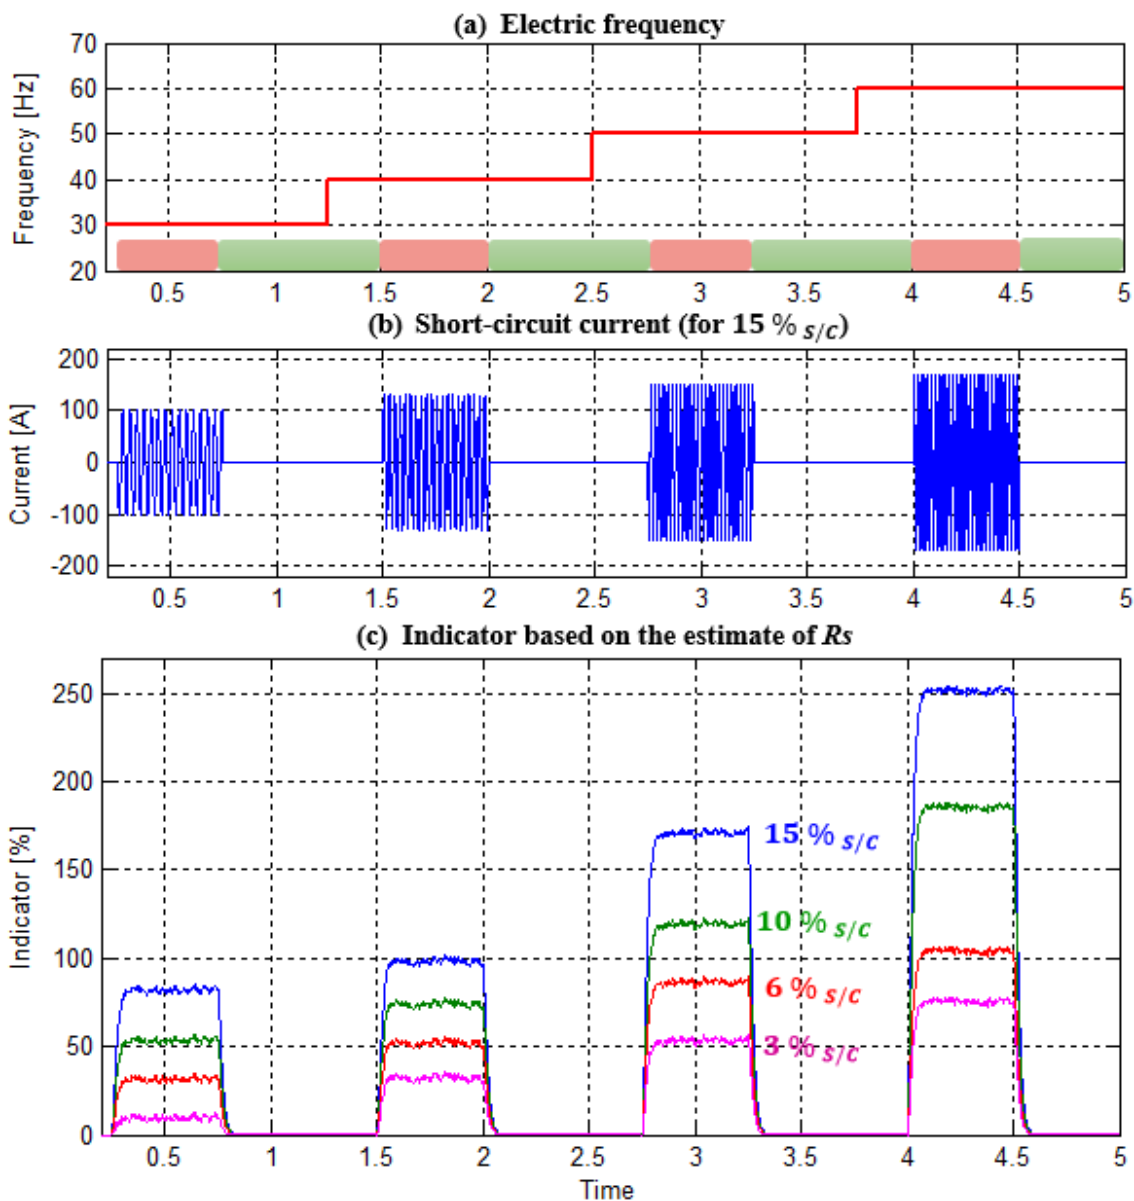 (a) Electric frequency
Frequency [Hz]
70
60
50
40
30
20
0.5 1 1.5 2 2.5 3 3.5 4 4.5 5
(b) Short-circuit current (for 15 % s/c)
Current [A]
200
100
0
-100
-200
0.5 1 1.5 2 2.5 3 3.5 4 4.5 5
(c) Indicator based on the estimate of Rs
Indicator [%]
250
200
150
100
50
0
15 % s/c
10 % s/c
6 % s/c
3 % s/c
0.5 1 1.5 2 2.5 3 3.5 4 4.5 5
Time